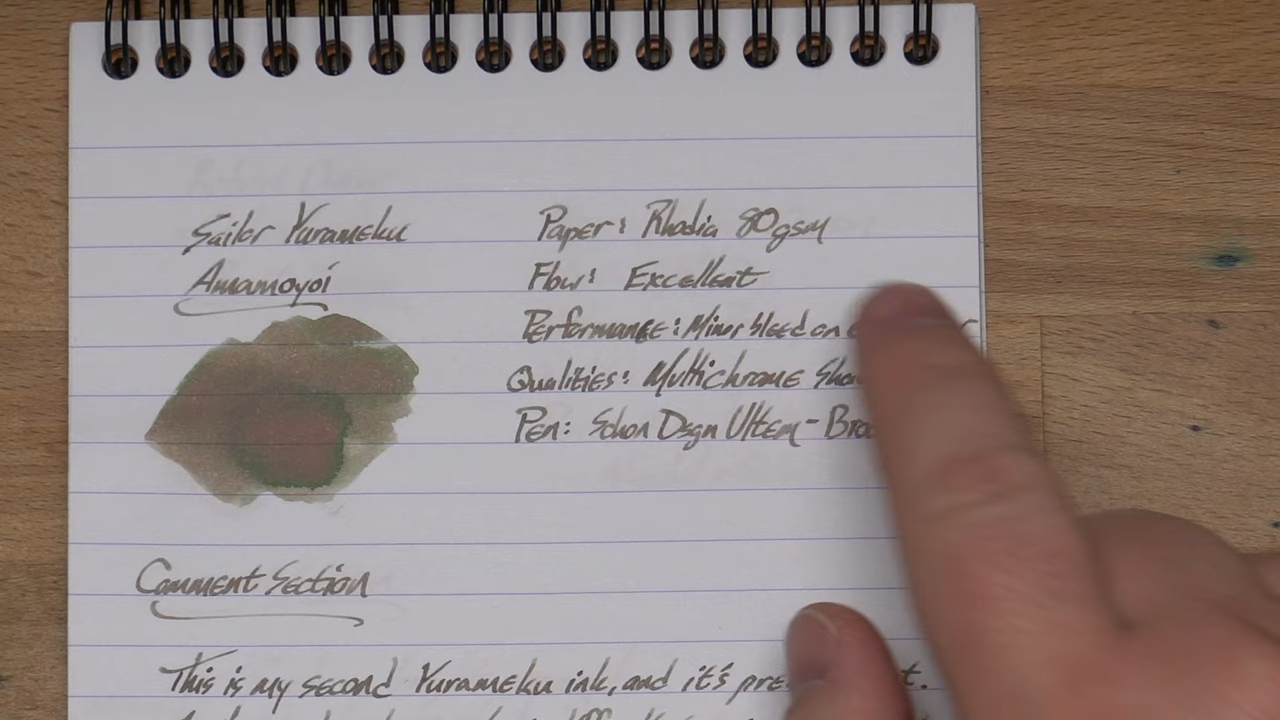 Sailor Yurameku
Amamoyoi
Paper: Rhodia 80gsm
Flow: Excellent
Performance: Minor bleed on
Qualities: Multichrome
Pen: Schon Dsgn Ultem -
Comment Section
This is my second Yurameku ink, and it's